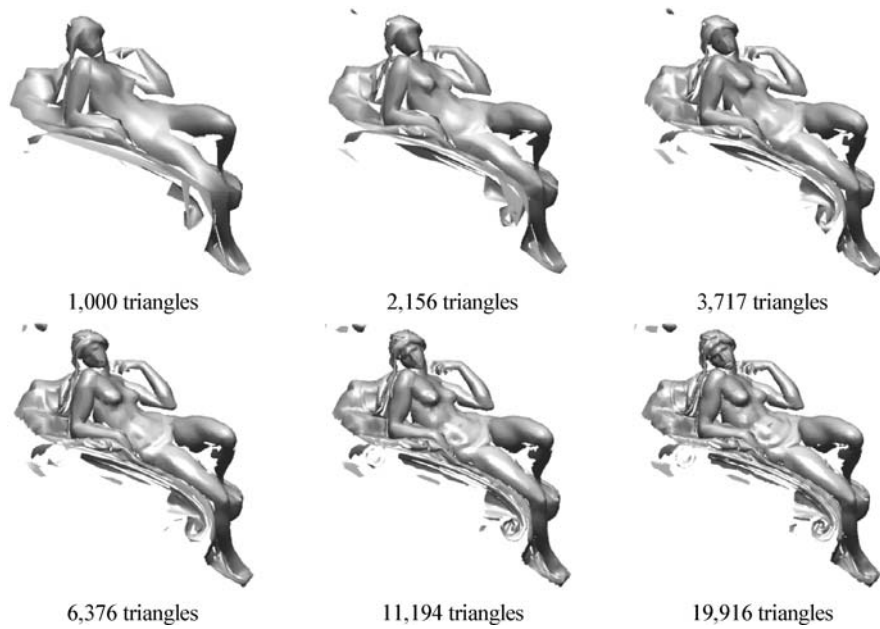 1,000 triangles
2,156 triangles
3,717 triangles
6,376 triangles
11,194 triangles
19,916 triangles